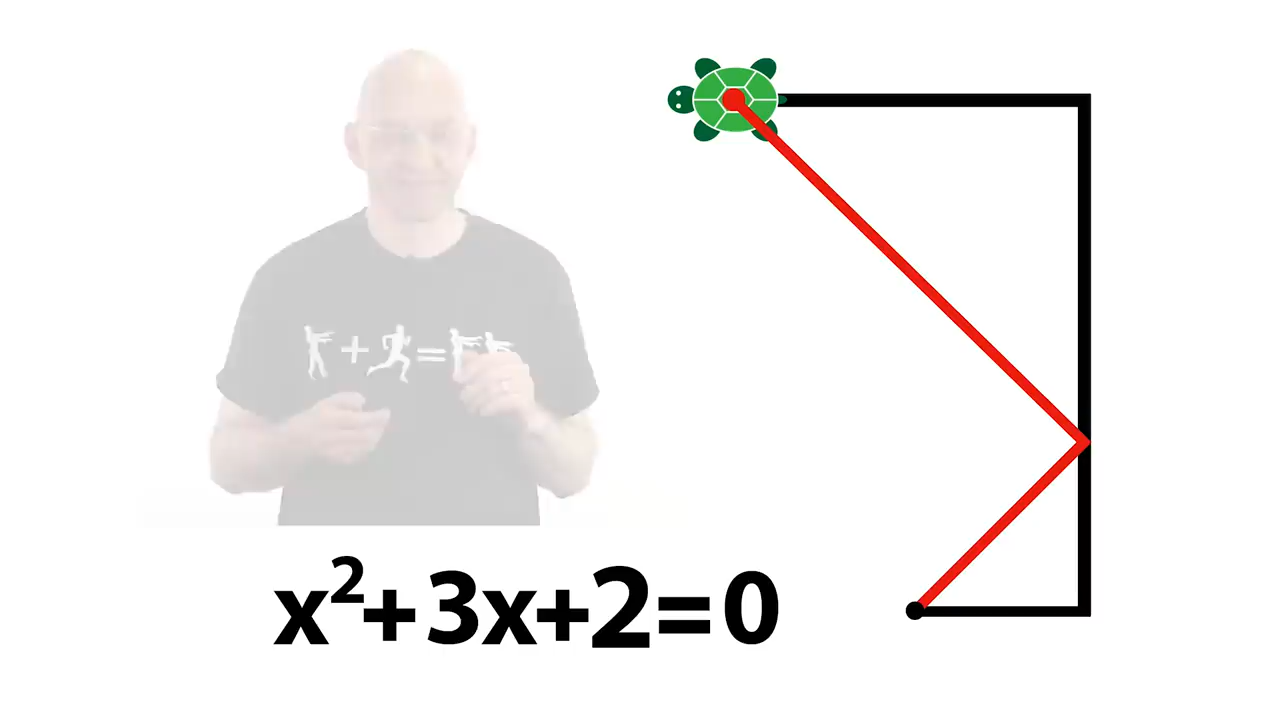 + =
x²+3x+2=0